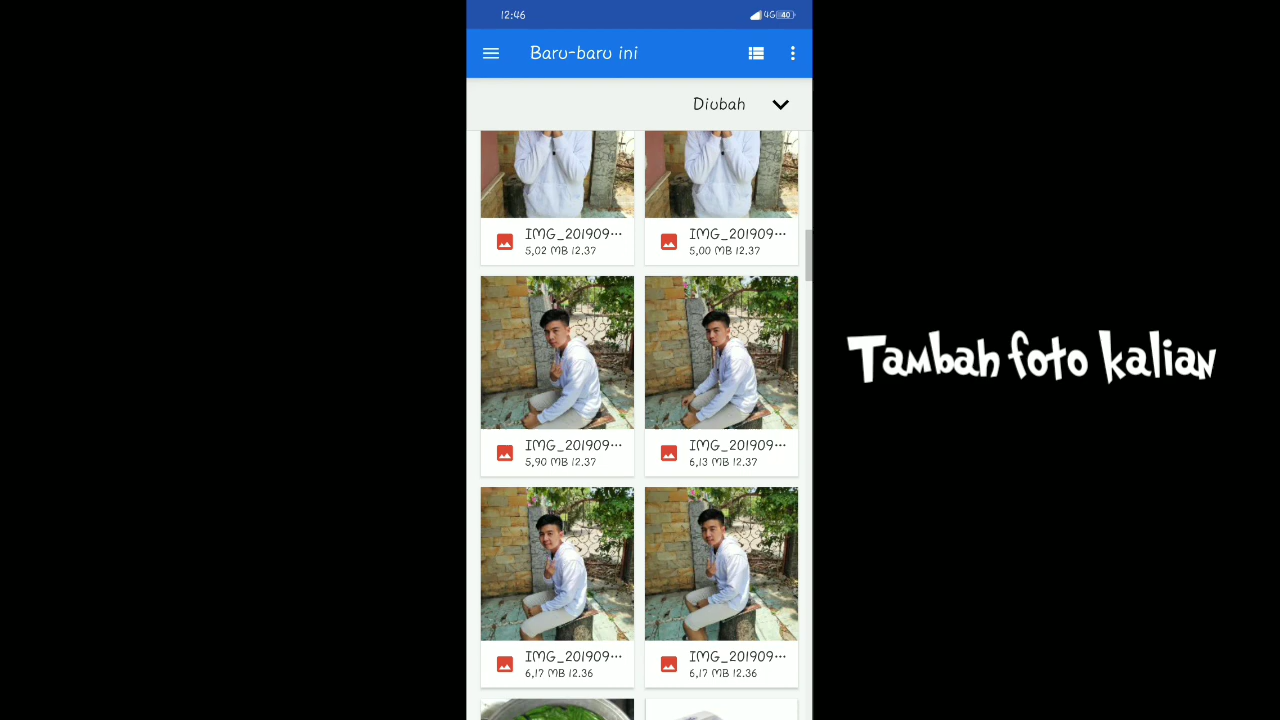 12:46
4G 40
Baru-baru ini
Diubah
IMG_201909...
5,02 MB 12.37
IMG_201909...
5,00 MB 12.37
IMG_201909...
5,90 MB 12.37
IMG_201909...
6,13 MB 12.37
IMG_201909...
6,17 MB 12.36
IMG_201909...
6,17 MB 12.36
Tambah foto kalian